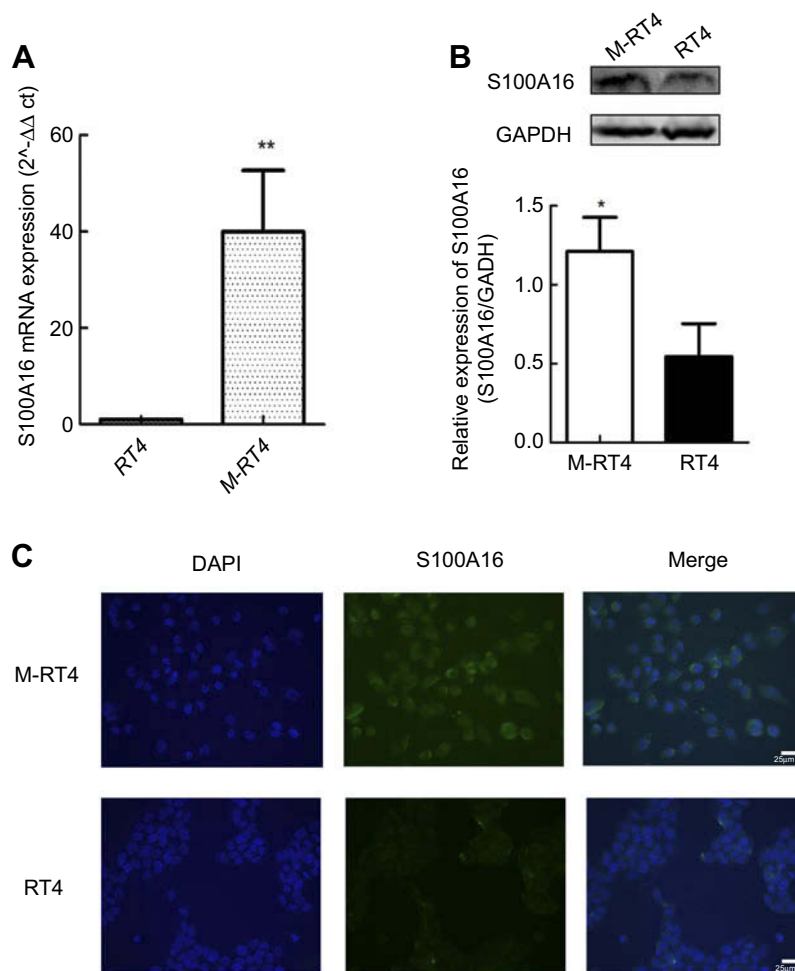 A
S100A16 mRNA expression (2^-ΔΔ ct)
60
40
20
0
**
RT4
M-RT4
B
M-RT4
RT4
S100A16
GAPDH
Relative expression of S100A16
(S100A16/GADH)
1.5
1.0
0.5
0.0
*
M-RT4
RT4
C
DAPI
S100A16
Merge
M-RT4
25μm
RT4
25μm